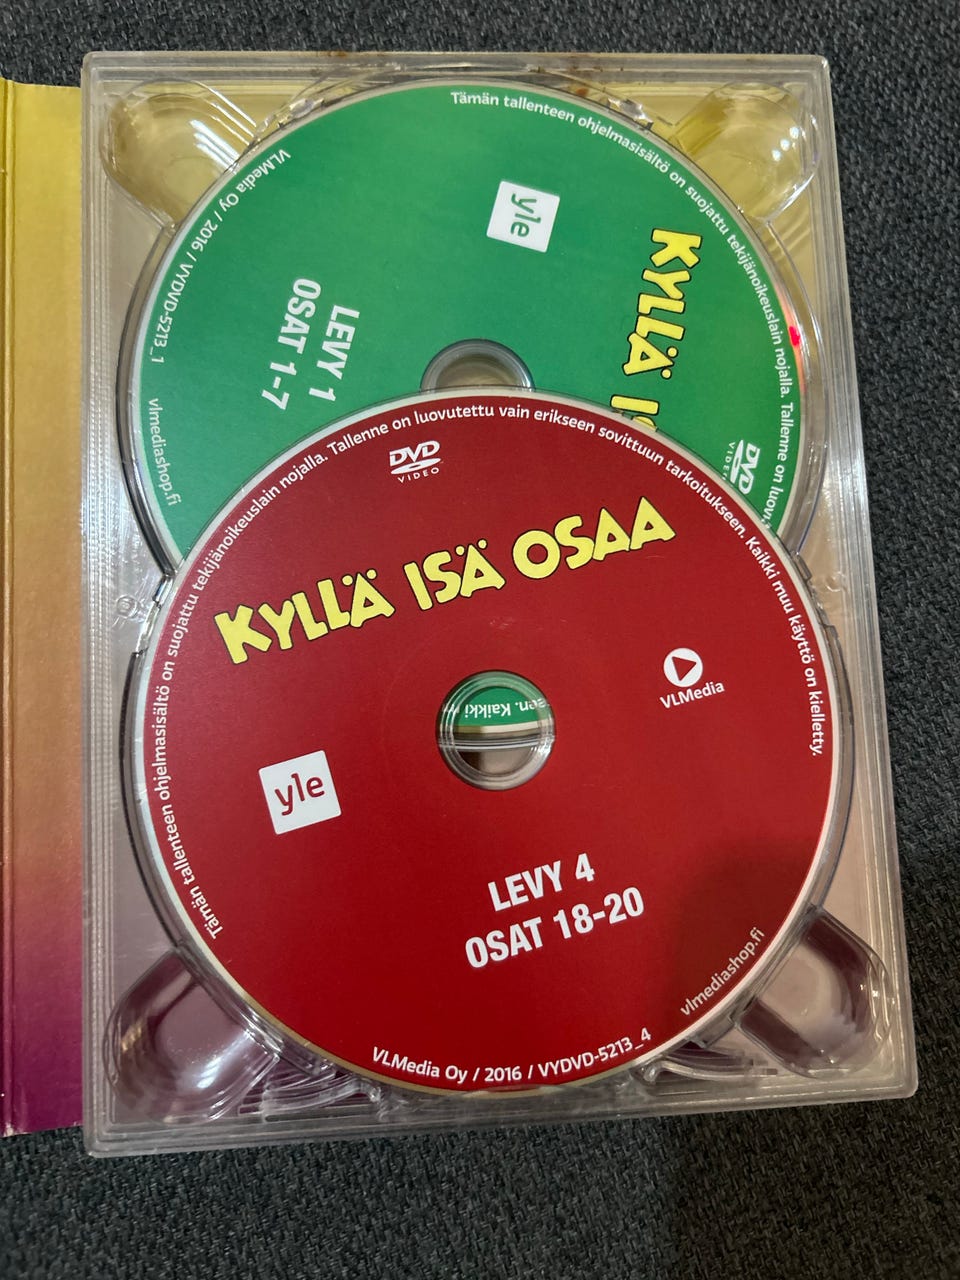 Tämän tallenteen ohjelmasisältö on suojattu tekijänoikeuslain nojalla. Tallenne on
yle
KYLLÄ
DVD
LEVY 1
OSAT 1-7
VLMedia Oy / 2016 / VYDVD-5213_1
vlmediashop.fi
Tämän tallenteen ohjelmasisältö on suojattu tekijänoikeuslain nojalla. Tallenne on luovutettu vain erikseen sovittuun tarkoitukseen. Kaikki muu käyttö on kielletty.
DVD
VIDEO
KYLLÄ ISÄ OSAA
VLMedia
Kaikki
yle
LEVY 4
OSAT 18-20
vlmediashop.fi
VLMedia Oy / 2016 / VYDVD-5213_4